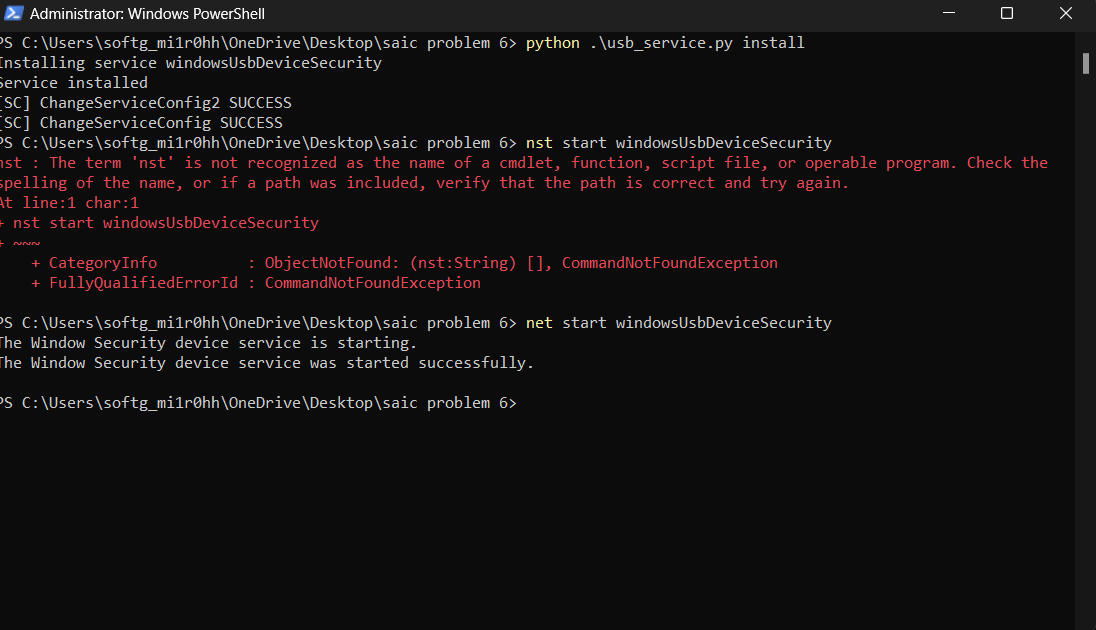 Administrator: Windows PowerShell
PS C:\Users\softg_mi1r0hh\OneDrive\Desktop\saic problem 6> python .\usb_service.py install
Installing service windowsUsbDeviceSecurity
Service installed
[SC] ChangeServiceConfig2 SUCCESS
[SC] ChangeServiceConfig SUCCESS
PS C:\Users\softg_mi1r0hh\OneDrive\Desktop\saic problem 6> nst start windowsUsbDeviceSecurity
nst : The term 'nst' is not recognized as the name of a cmdlet, function, script file, or operable program. Check the
spelling of the name, or if a path was included, verify that the path is correct and try again.
At line:1 char:1
+ nst start windowsUsbDeviceSecurity
+ ~~~
    + CategoryInfo          : ObjectNotFound: (nst:String) [], CommandNotFoundException
    + FullyQualifiedErrorId : CommandNotFoundException
PS C:\Users\softg_mi1r0hh\OneDrive\Desktop\saic problem 6> net start windowsUsbDeviceSecurity
The Window Security device service is starting.
The Window Security device service was started successfully.
PS C:\Users\softg_mi1r0hh\OneDrive\Desktop\saic problem 6>